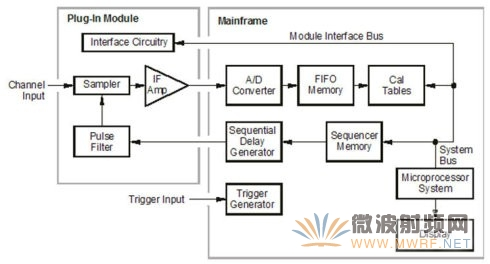 Plug-In Module
Mainframe
Interface Circuitry
Module Interface Bus
Channel
Input
Sampler
IF
Amp
A/D
Converter
FIFO
Memory
Cal
Tables
Pulse
Filter
Sequential
Delay
Generator
Sequencer
Memory
System
Bus
Microprocessor
System
Trigger Input
Trigger
Generator
Display
微波射频网
WWW.MWRF.NET